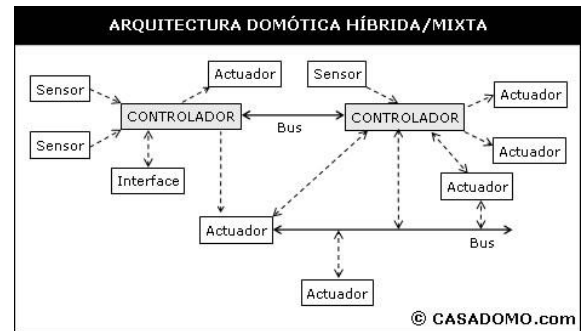 ARQUITECTURA DOMÓTICA HÍBRIDA/MIXTA
Actuador
Sensor
Sensor
Actuador
CONTROLADOR
Bus
CONTROLADOR
Sensor
Actuador
Interface
Actuador
Actuador
Bus
Actuador
© CASADOMO.com